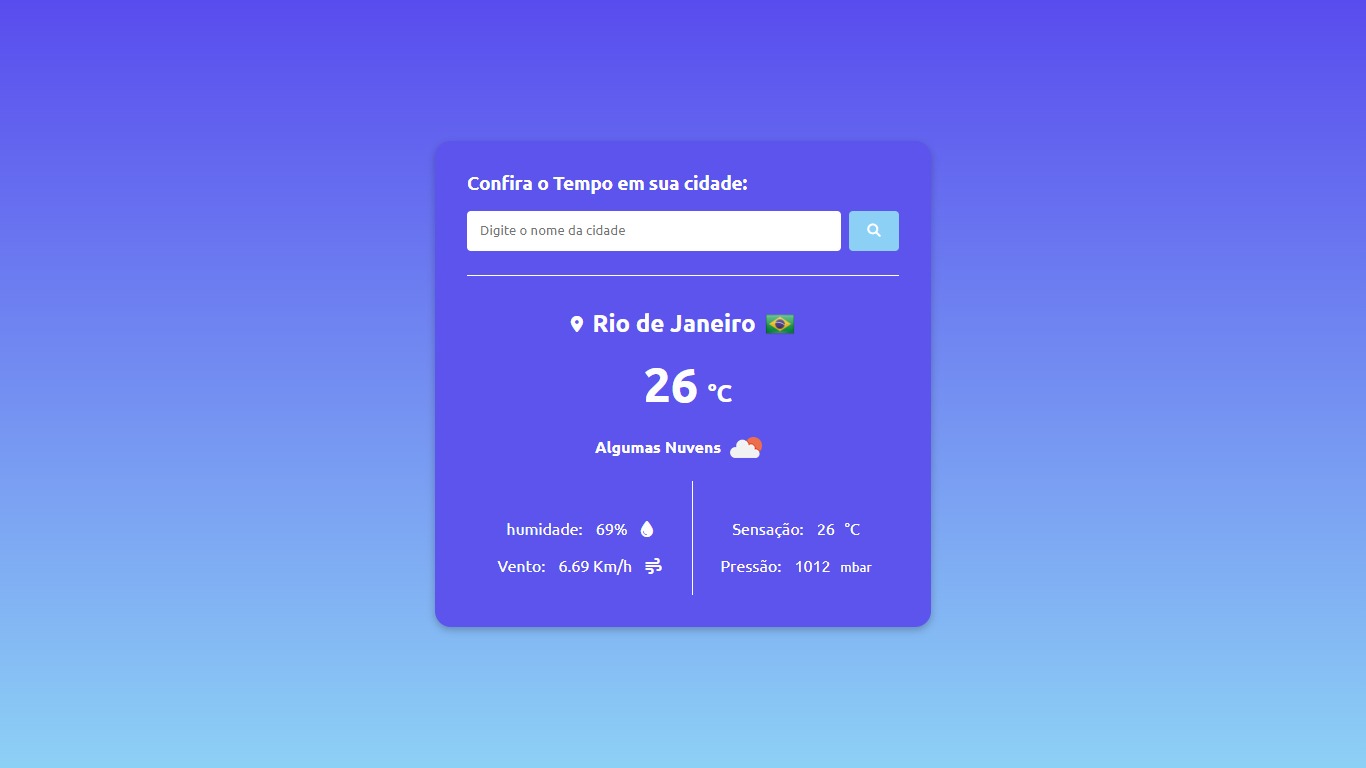 Confira o Tempo em sua cidade:
Digite o nome da cidade
Rio de Janeiro
26 °C
Algumas Nuvens
humidade: 69%
Vento: 6.69 Km/h
Sensação: 26 °C
Pressão: 1012 mbar